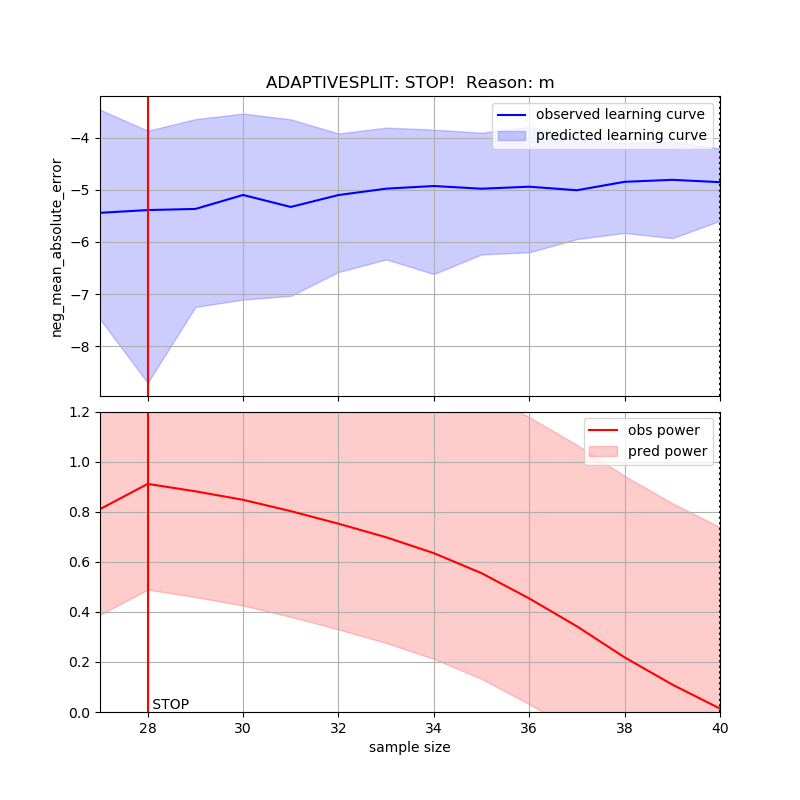 ADAPTIVESPLIT: STOP!  Reason: m
observed learning curve
predicted learning curve
−4
−5
−6
−7
−8
neg_mean_absolute_error
obs power
pred power
1.2
1.0
0.8
0.6
0.4
0.2
0.0
STOP
28 30 32 34 36 38 40
sample size